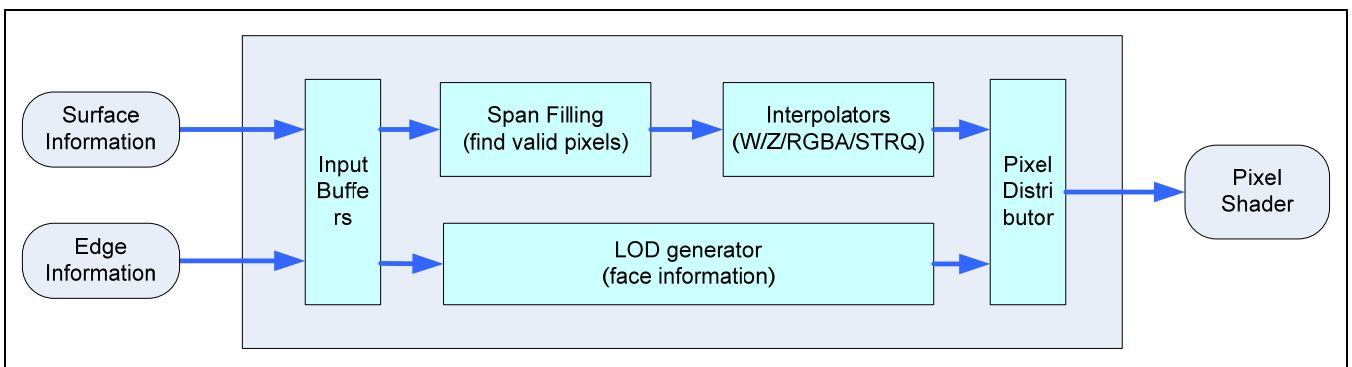 Surface
Information
Edge
Information
Input
Buffe
rs
Span Filling
(find valid pixels)
Interpolators
(W/Z/RGBA/STRQ)
LOD generator
(face information)
Pixel
Distri
butor
Pixel
Shader